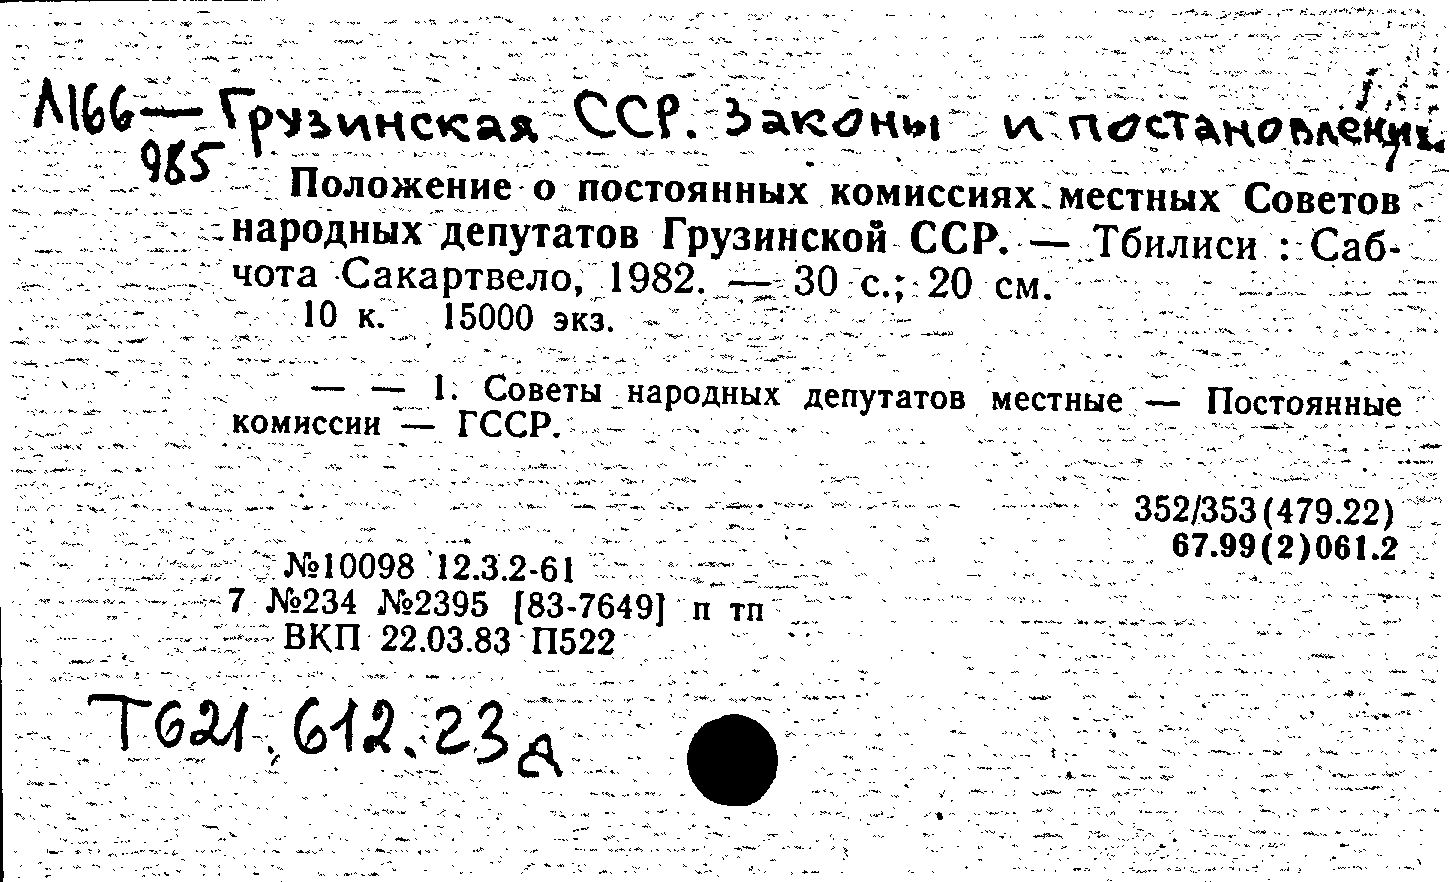 Л166— Грузинская ССР. Законы и постановления.
985
Положение о постоянных комиссиях местных Советов
народных депутатов Грузинской ССР. — Тбилиси : Саб-
чота Сакартвело, 1982. — 30 с.; 20 см.
10 к. 15000 экз.
— — 1. Советы народных депутатов местные — Постоянные
комиссии — ГССР.
352/353(479.22)
67.99(2)061.2
№10098 12.3.2-61
7 №234 №2395 [83-7649] п тп
ВКП 22.03.83 П522
Т621.612.23д